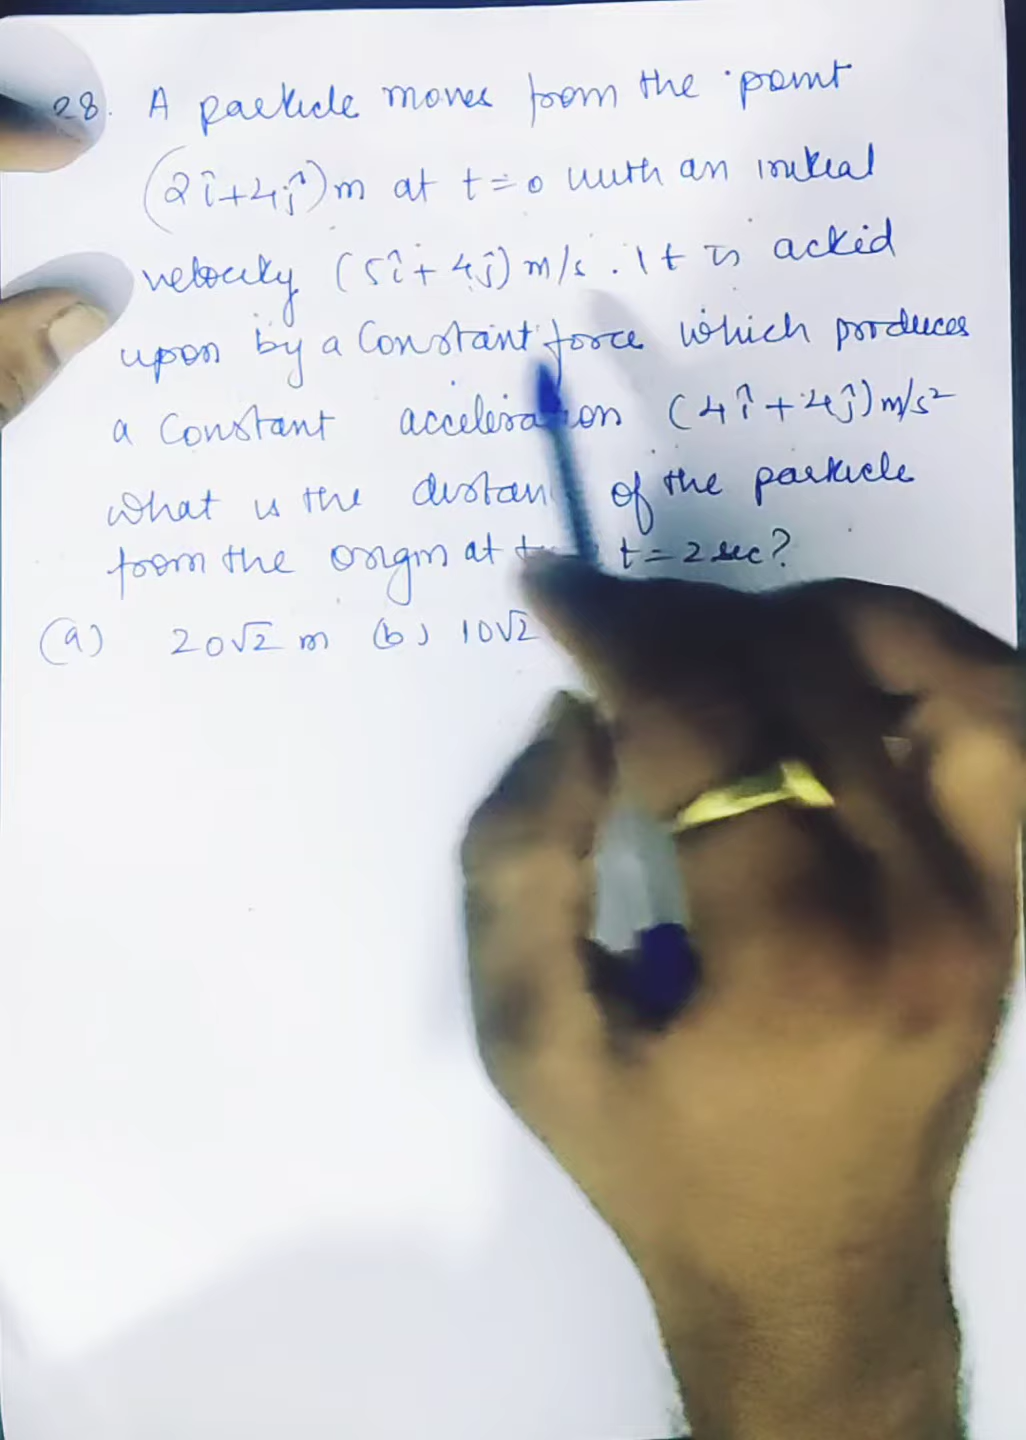 28. A particle moves from the point
(2î+4ĵ)m at t=0 with an initial
velocity (5î+4ĵ) m/s. It is acted
upon by a constant force which produces
a constant acceleration (4î+4ĵ)m/s²
what is the distan of the particle
from the origin at t = 2 sec?
(a) 20√2 m (b) 10√2